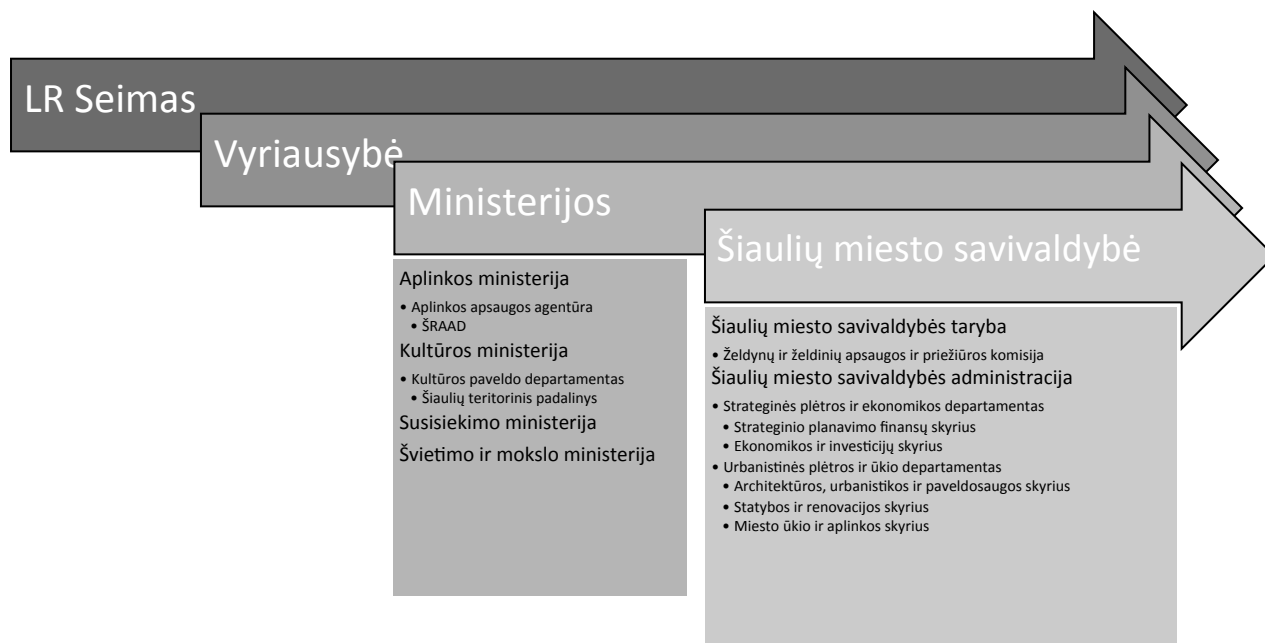 LR Seimas
Vyriausybė
Ministerijos
Aplinkos ministerija
• Aplinkos apsaugos agentūra
• ŠRAAD
Kultūros ministerija
• Kultūros paveldo departamentas
• Šiaulių teritorinis padalinys
Susisiekimo ministerija
Švietimo ir mokslo ministerija
Šiaulių miesto savivaldybė
Šiaulių miesto savivaldybės taryba
• Želdynų ir želdinių apsaugos ir priežiūros komisija
Šiaulių miesto savivaldybės administracija
• Strateginės plėtros ir ekonomikos departamentas
• Strateginio planavimo finansų skyrius
• Ekonomikos ir investicijų skyrius
• Urbanistinės plėtros ir ūkio departamentas
• Architektūros, urbanistikos ir paveldosaugos skyrius
• Statybos ir renovacijos skyrius
• Miesto ūkio ir aplinkos skyrius